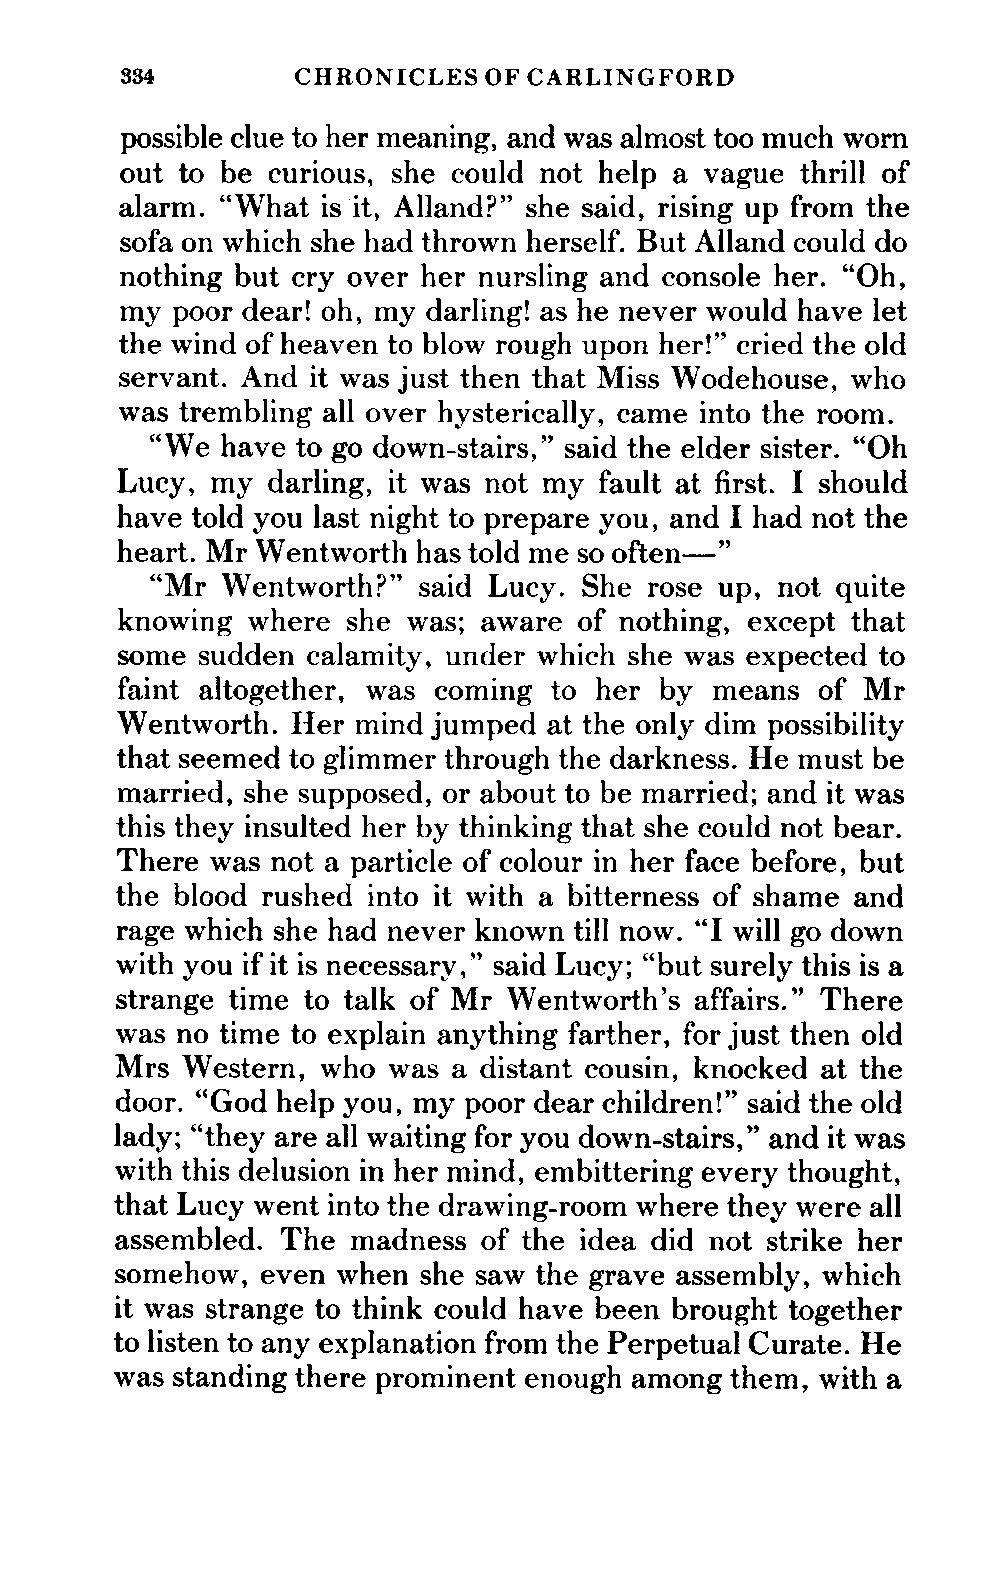 334 CHRONICLES OF CARLINGFORD
possible clue to her meaning, and was almost too much worn
out to be curious, she could not help a vague thrill of
alarm. “What is it, Alland?” she said, rising up from the
sofa on which she had thrown herself. But Alland could do
nothing but cry over her nursling and console her. “Oh,
my poor dear! oh, my darling! as he never would have let
the wind of heaven to blow rough upon her!” cried the old
servant. And it was just then that Miss Wodehouse, who
was trembling all over hysterically, came into the room.
“We have to go down-stairs,” said the elder sister. “Oh
Lucy, my darling, it was not my fault at first. I should
have told you last night to prepare you, and I had not the
heart. Mr Wentworth has told me so often—”
“Mr Wentworth?” said Lucy. She rose up, not quite
knowing where she was; aware of nothing, except that
some sudden calamity, under which she was expected to
faint altogether, was coming to her by means of Mr
Wentworth. Her mind jumped at the only dim possibility
that seemed to glimmer through the darkness. He must be
married, she supposed, or about to be married; and it was
this they insulted her by thinking that she could not bear.
There was not a particle of colour in her face before, but
the blood rushed into it with a bitterness of shame and
rage which she had never known till now. “I will go down
with you if it is necessary,” said Lucy; “but surely this is a
strange time to talk of Mr Wentworth’s affairs.” There
was no time to explain anything farther, for just then old
Mrs Western, who was a distant cousin, knocked at the
door. “God help you, my poor dear children!” said the old
lady; “they are all waiting for you down-stairs,” and it was
with this delusion in her mind, embittering every thought,
that Lucy went into the drawing-room where they were all
assembled. The madness of the idea did not strike her
somehow, even when she saw the grave assembly, which
it was strange to think could have been brought together
to listen to any explanation from the Perpetual Curate. He
was standing there prominent enough among them, with a